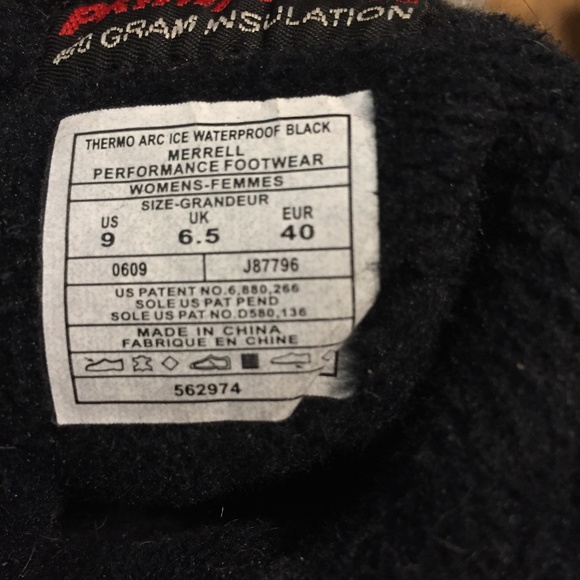 GRAM INSULATION
THERMO ARC ICE WATERPROOF BLACK
MERRELL
PERFORMANCE FOOTWEAR
WOMENS-FEMMES
SIZE-GRANDEUR
US UK EUR
9 6.5 40
0609 J87796
US PATENT NO.6,880,266
SOLE US PAT PEND
SOLE US PAT NO.D580,136
MADE IN CHINA
FABRIQUE EN CHINE
562974